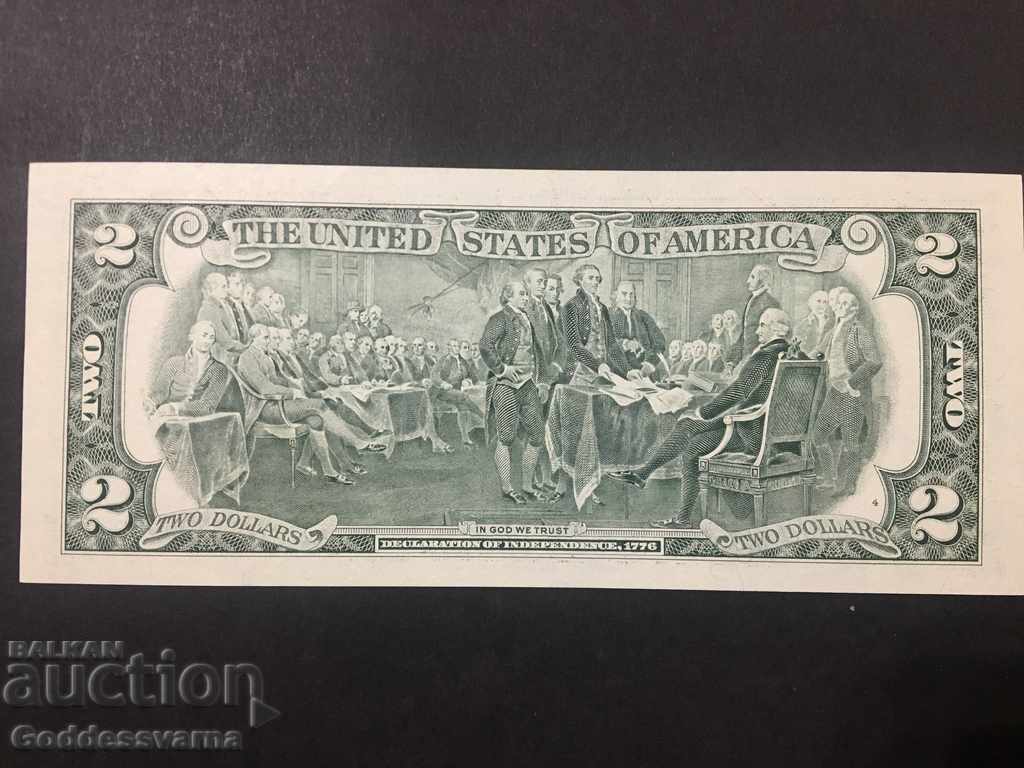 THE UNITED STATES OF AMERICA
2 2
TWO TWO
2 2
TWO DOLLARS TWO DOLLARS
4
IN GOD WE TRUST
DECLARATION OF INDEPENDENCE, 1776
BALKAN
auction
Goddessvarna